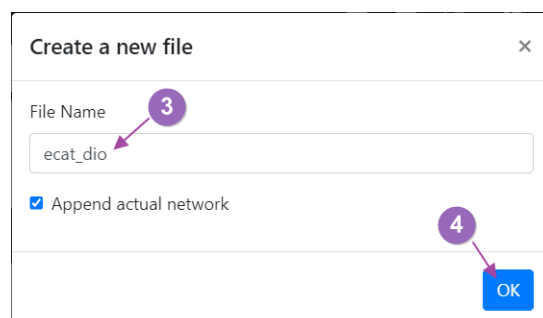 Create a new file ×
File Name
3
ecat_dio
Append actual network
4
OK